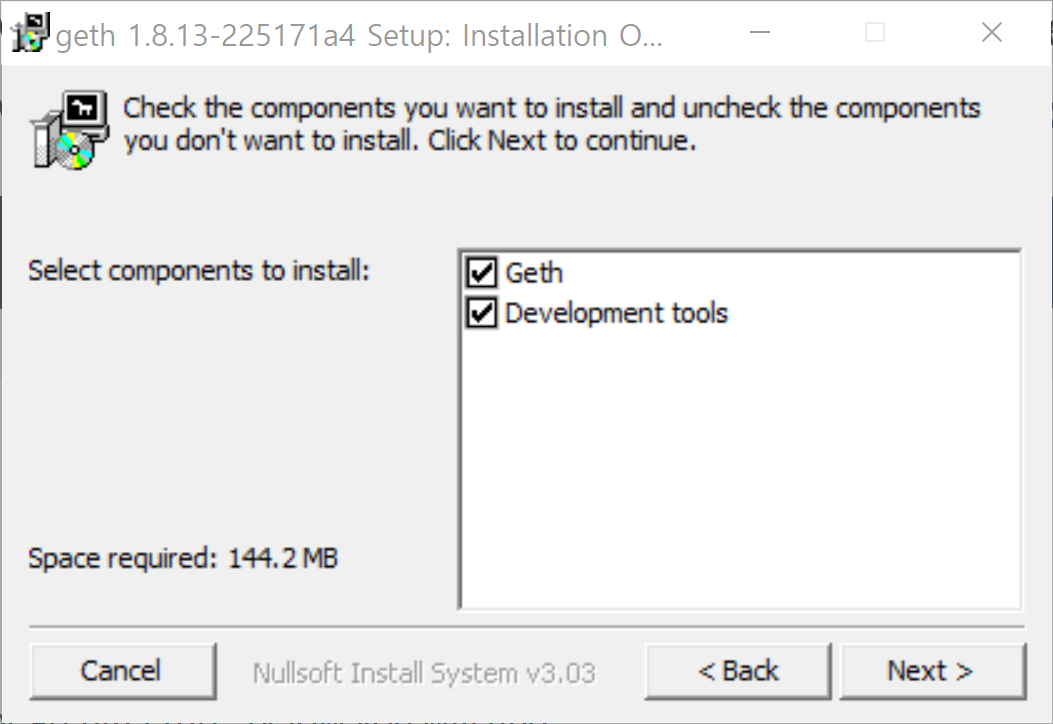 geth 1.8.13-225171a4 Setup: Installation O...
Check the components you want to install and uncheck the components
you don't want to install. Click Next to continue.
Select components to install:
Geth
Development tools
Space required: 144.2 MB
Cancel
Nullsoft Install System v3.03
< Back
Next >